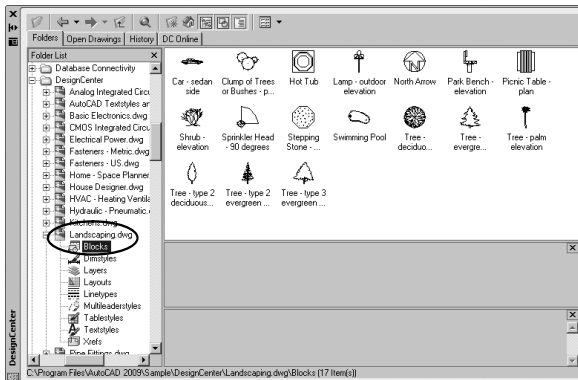 Folders
Open Drawings
History
DC Online
Folder List
Database Connectivity
DesignCenter
Analog Integrated Circu
AutoCAD Textstyles an
Basic Electronics.dwg
CMOS Integrated Circu
Electrical Power.dwg
Fasteners - Metric.dwg
Fasteners - US.dwg
Home - Space Planner
House Designer.dwg
HVAC - Heating Ventila
Hydraulic - Pneumatic.
Kitchens.dwg
Landscaping.dwg
Blocks
Dimstyles
Layers
Layouts
Linetypes
Multileaderstyles
Tablestyles
Textstyles
Xrefs
Pipe Fittings.dwg
Car - sedan
side
Clump of Trees
or Bushes - p...
Hot Tub
Lamp - outdoor
elevation
North Arrow
Park Bench -
elevation
Picnic Table -
plan
Shrub -
elevation
Sprinkler Head
- 90 degrees
Stepping
Stone - ...
Swimming Pool
Tree -
deciduo...
Tree -
evergre...
Tree - palm
elevation
Tree - type 2
deciduous...
Tree - type 2
evergreen ...
Tree - type 3
evergreen ...
DesignCenter
C:\Program Files\AutoCAD 2009\Sample\DesignCenter\Landscaping.dwg\Blocks (17 Item(s))